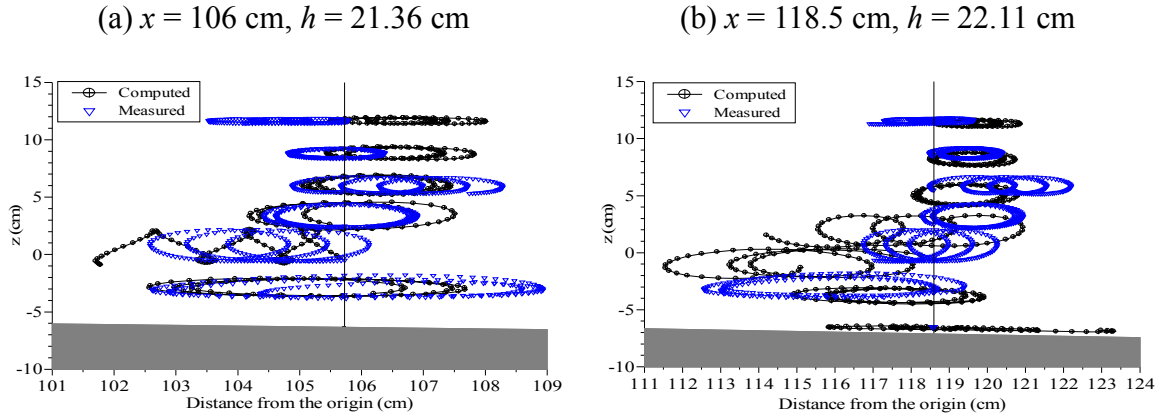 (a) x = 106 cm, h = 21.36 cm
15
10
5
0
-5
-10
z (cm)
Computed
Measured
101 102 103 104 105 106 107 108 109
Distance from the origin (cm)
(b) x = 118.5 cm, h = 22.11 cm
15
10
5
0
-5
-10
z (cm)
Computed
Measured
111 112 113 114 115 116 117 118 119 120 121 122 123 124
Distance from the origin (cm)